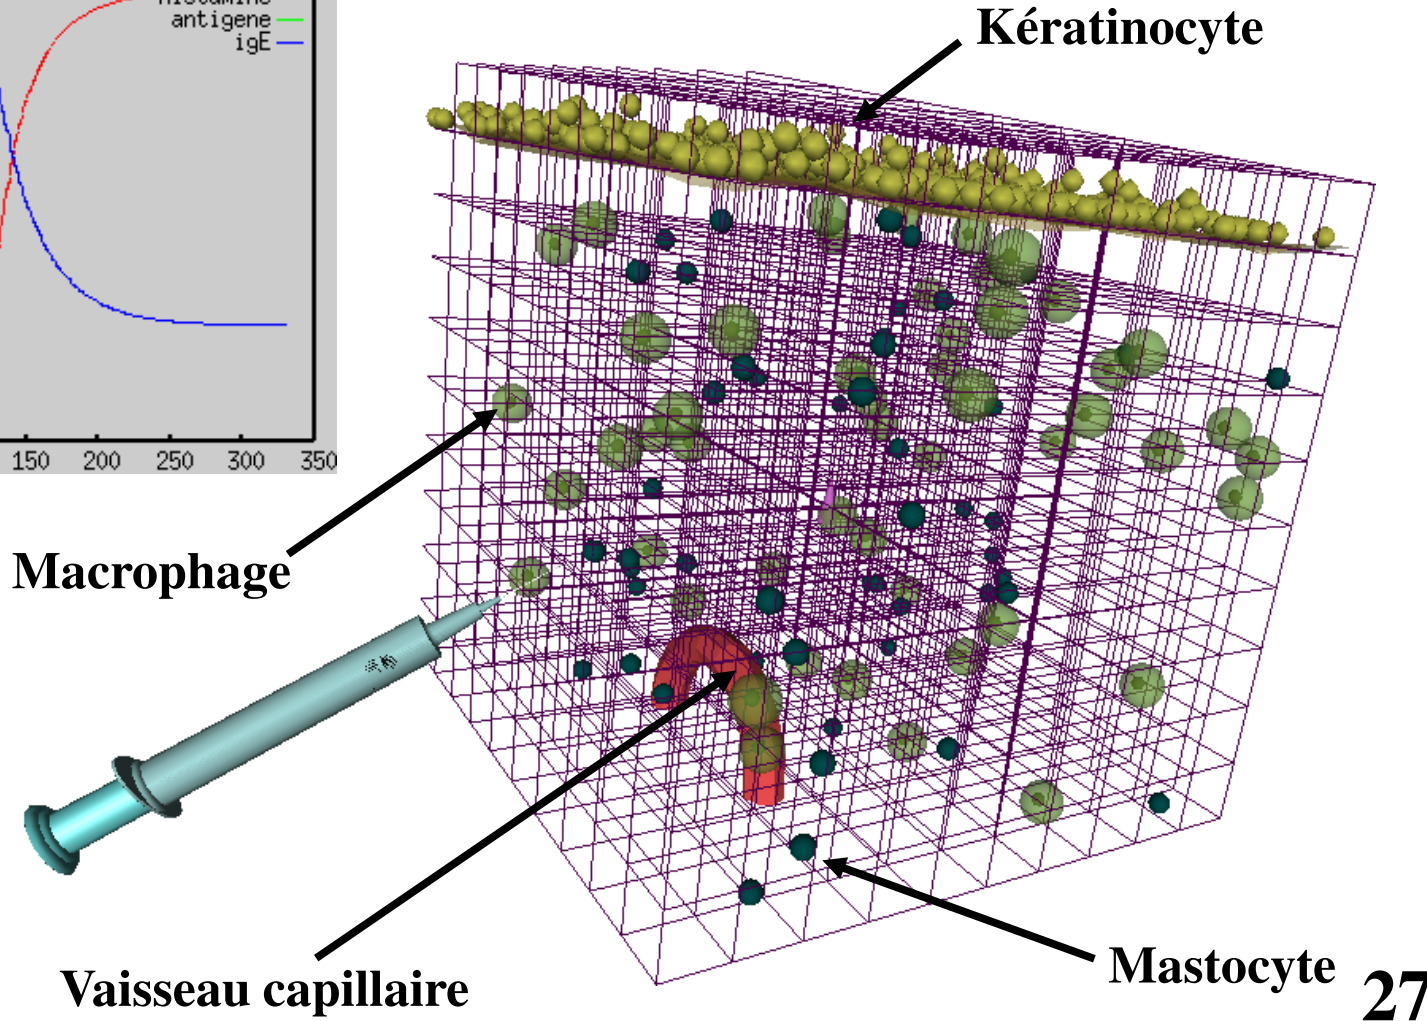 antigene
igE
150 200 250 300 350
Kératinocyte
Macrophage
Vaisseau capillaire
Mastocyte
27